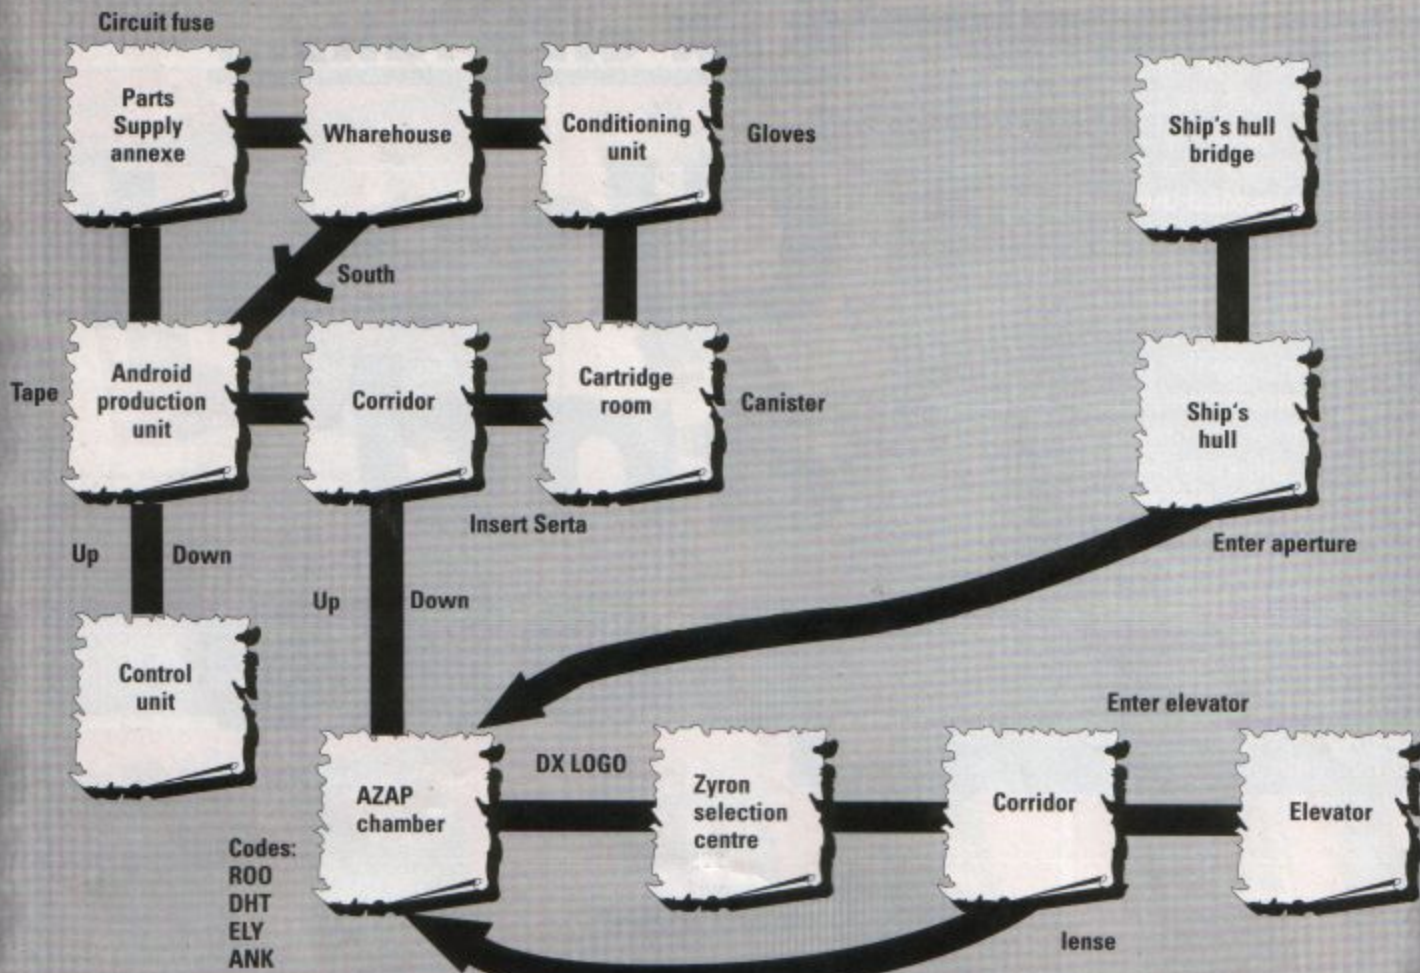 Circuit fuse
Parts
Supply
annexe
Wharehouse
Conditioning
unit
Gloves
Ship's hull
bridge
South
Tape
Android
production
unit
Corridor
Cartridge
room
Canister
Ship's
hull
Insert Serta
Enter aperture
Up
Down
Up
Down
Control
unit
Enter elevator
DX LOGO
AZAP
chamber
Zyron
selection
centre
Corridor
Elevator
Codes:
ROO
DHT
ELY
ANK
lense